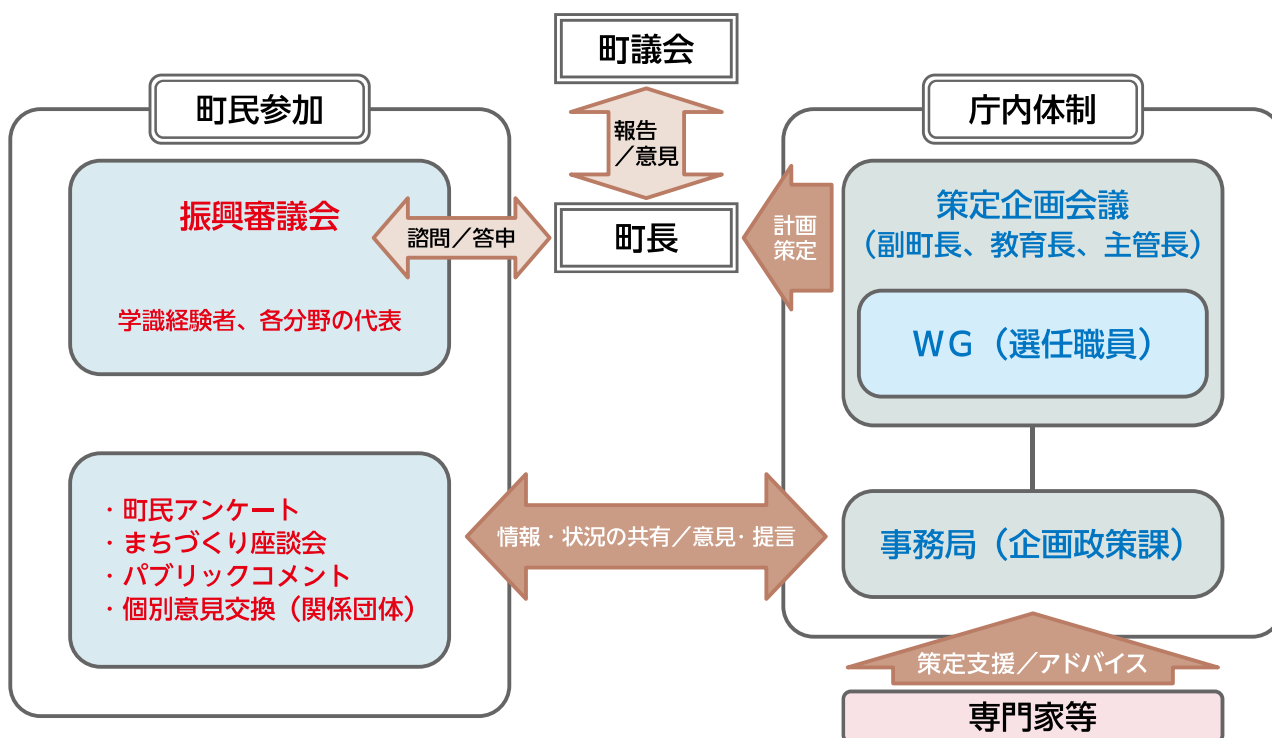 町議会
報告
／意見
町長
町民参加
振興審議会
学識経験者、各分野の代表
諮問／答申
・町民アンケート
・まちづくり座談会
・パブリックコメント
・個別意見交換（関係団体）
情報・状況の共有／意見・提言
庁内体制
計画
策定
策定企画会議
（副町長、教育長、主管長）
ＷＧ（選任職員）
事務局（企画政策課）
策定支援／アドバイス
専門家等